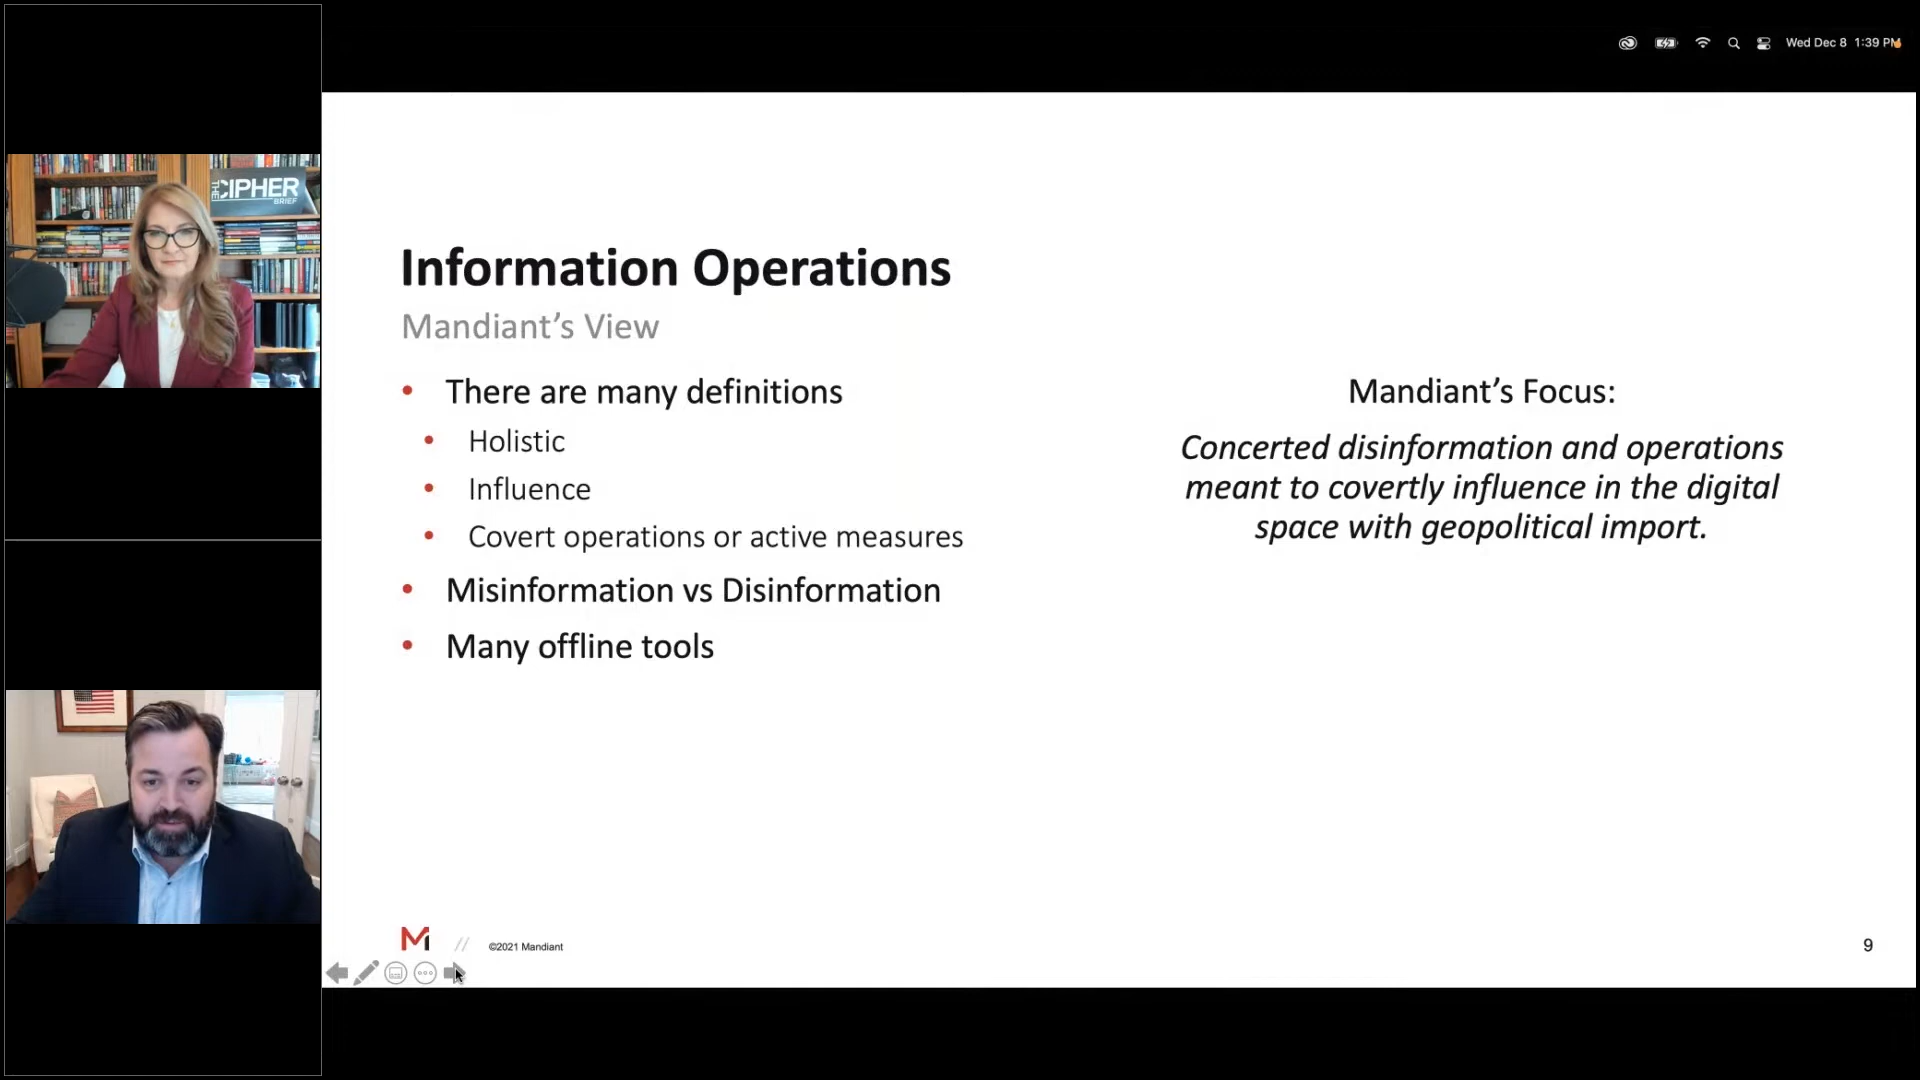 Wed Dec 8 1:39 PM
THE CIPHER
BRIEF
Information Operations
Mandiant's View
• There are many definitions
• Holistic
• Influence
• Covert operations or active measures
• Misinformation vs Disinformation
• Many offline tools
Mandiant's Focus:
Concerted disinformation and operations
meant to covertly influence in the digital
space with geopolitical import.
M // ©2021 Mandiant
9